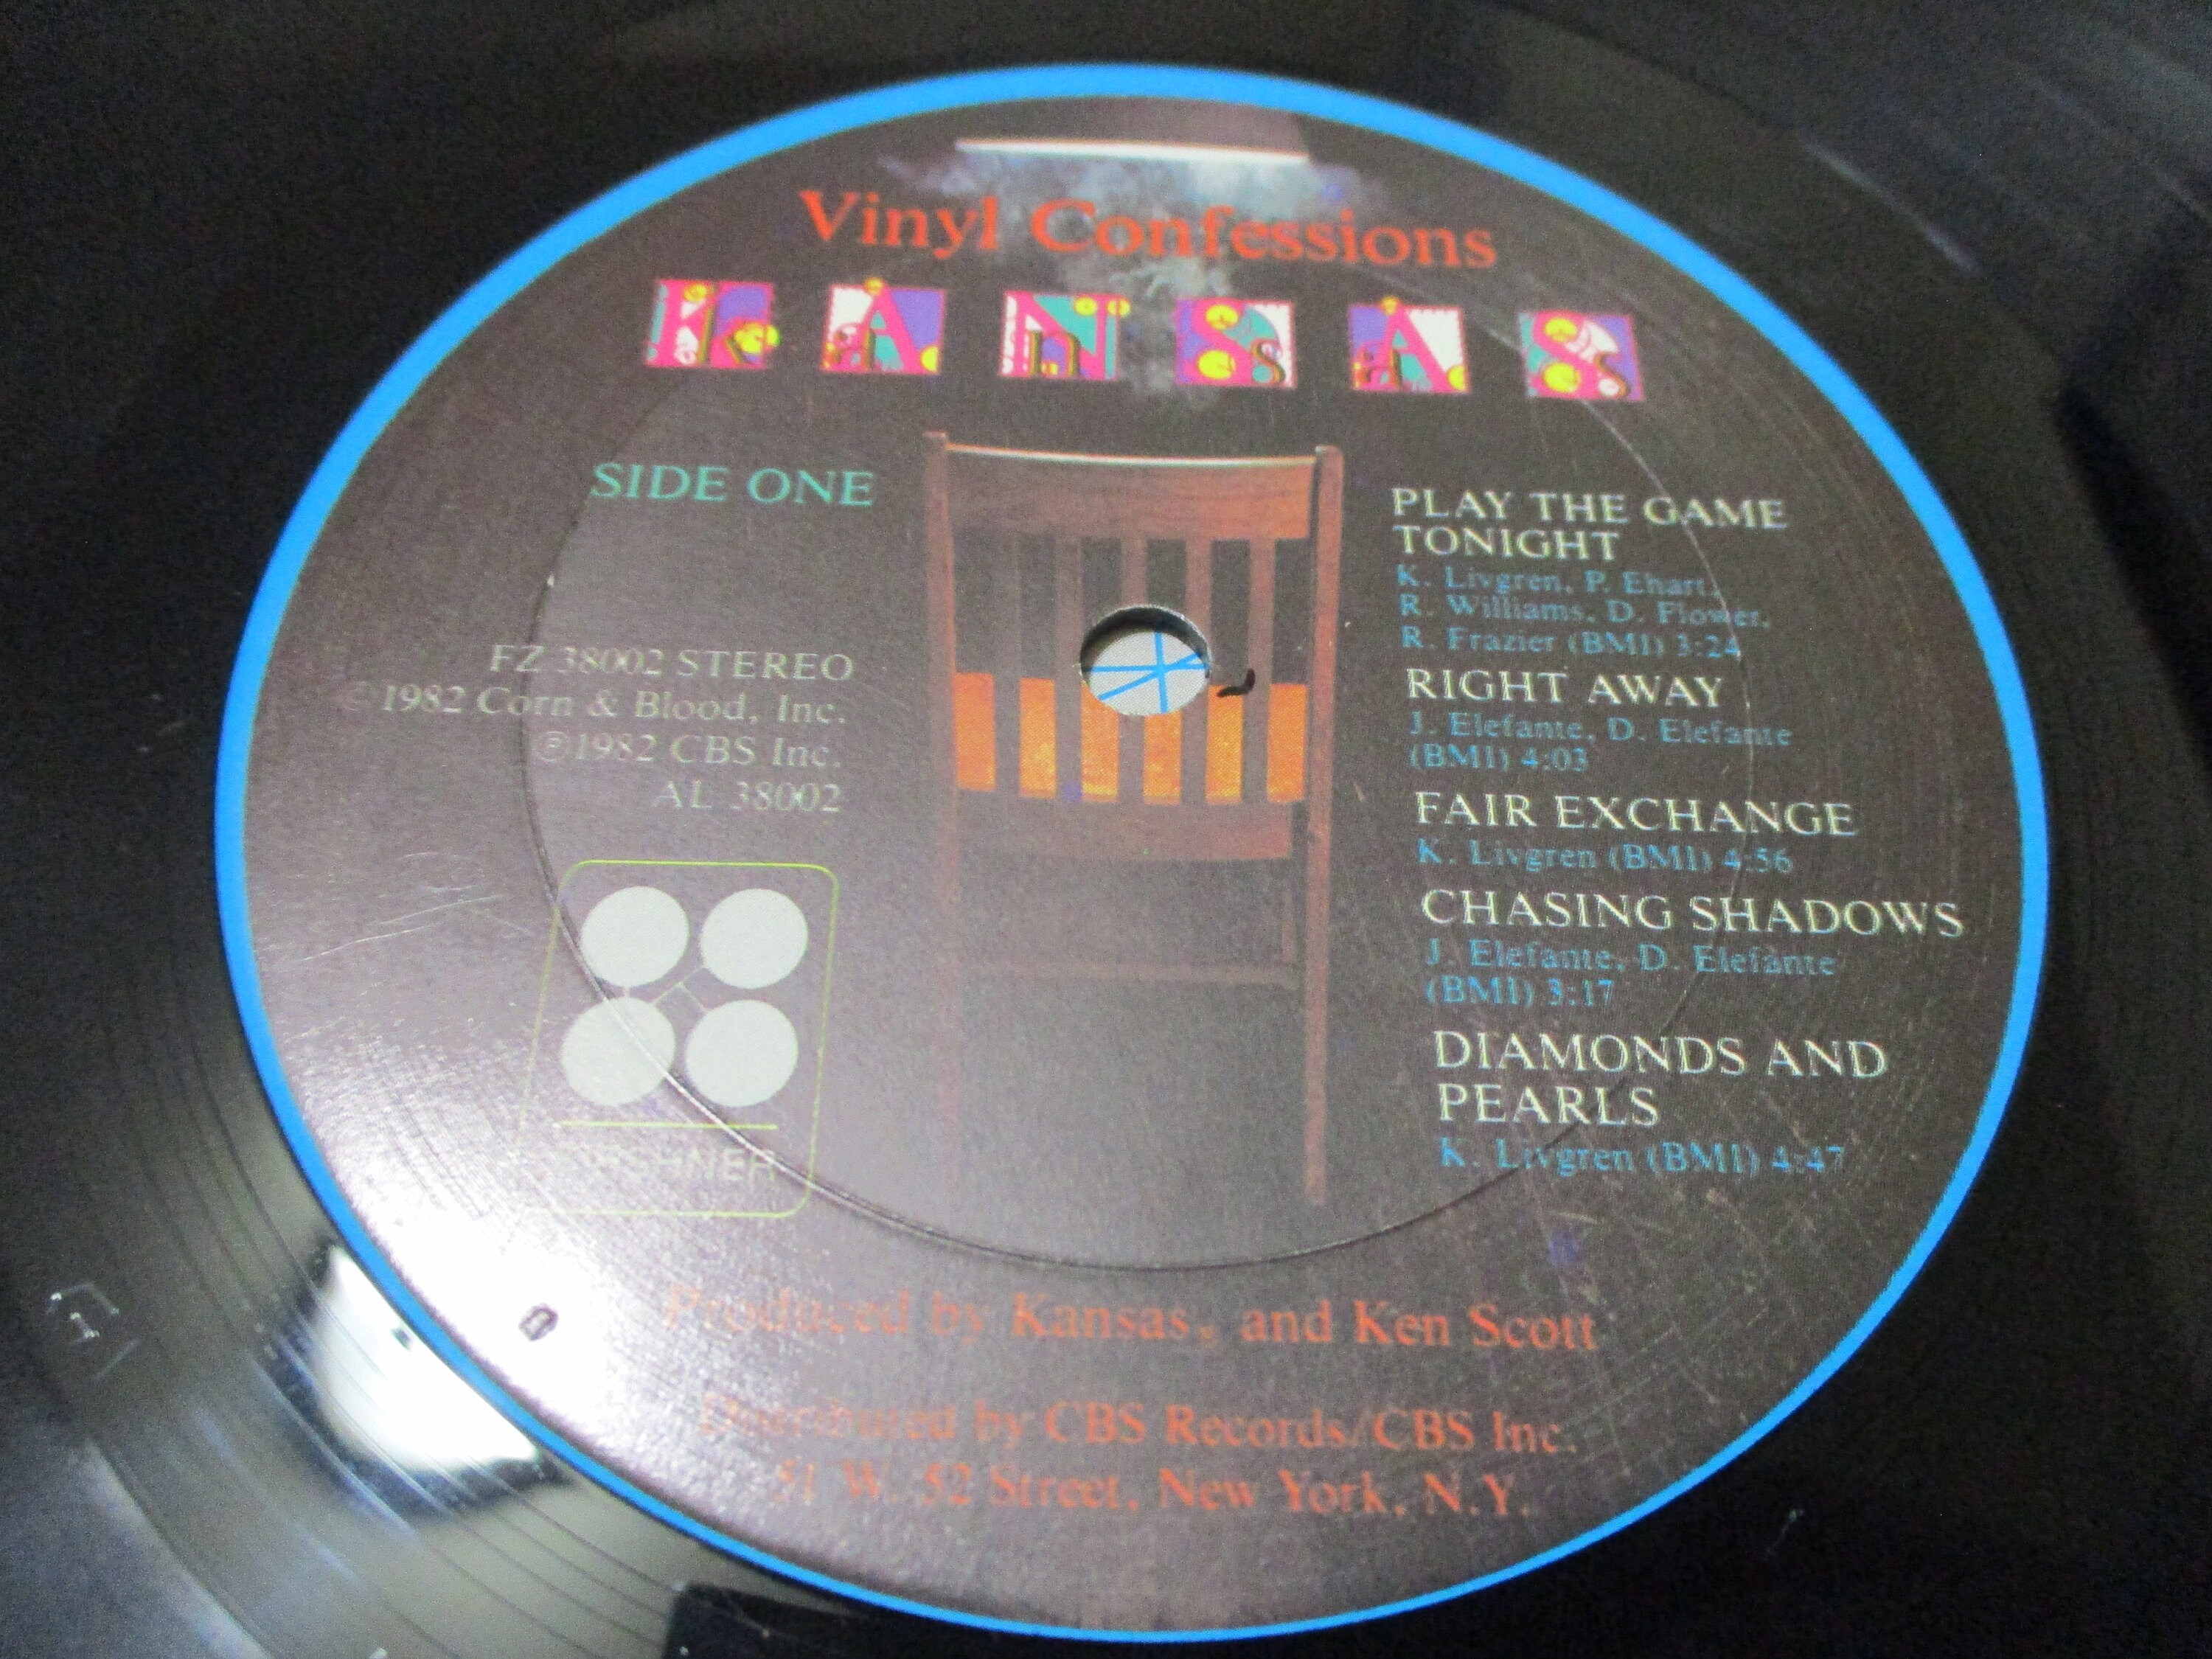 Vinyl Confessions
KANSAS
SIDE ONE
FZ 38002 STEREO
©1982 Corn & Blood, Inc.
℗1982 CBS Inc.
AL 38002
KIRSHNER
PLAY THE GAME
TONIGHT
K. Livgren, P. Ehart,
R. Williams, D. Flower,
R. Frazier (BMI) 3:24
RIGHT AWAY
J. Elefante, D. Elefante
(BMI) 4:03
FAIR EXCHANGE
K. Livgren (BMI) 4:56
CHASING SHADOWS
J. Elefante, D. Elefante
(BMI) 3:17
DIAMONDS AND
PEARLS
K. Livgren (BMI) 4:47
Produced by Kansas, and Ken Scott
Distributed by CBS Records/CBS Inc.
51 W. 52 Street, New York, N.Y.